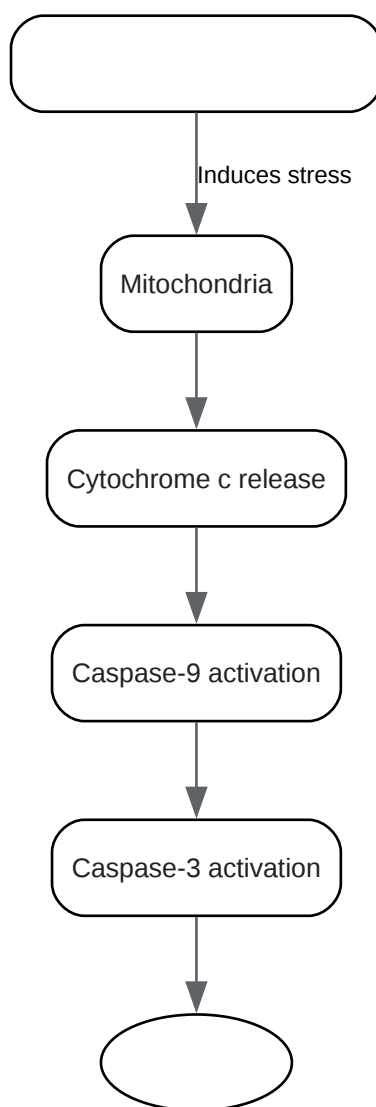 Induces stress
Mitochondria
Cytochrome c release
Caspase-9 activation
Caspase-3 activation